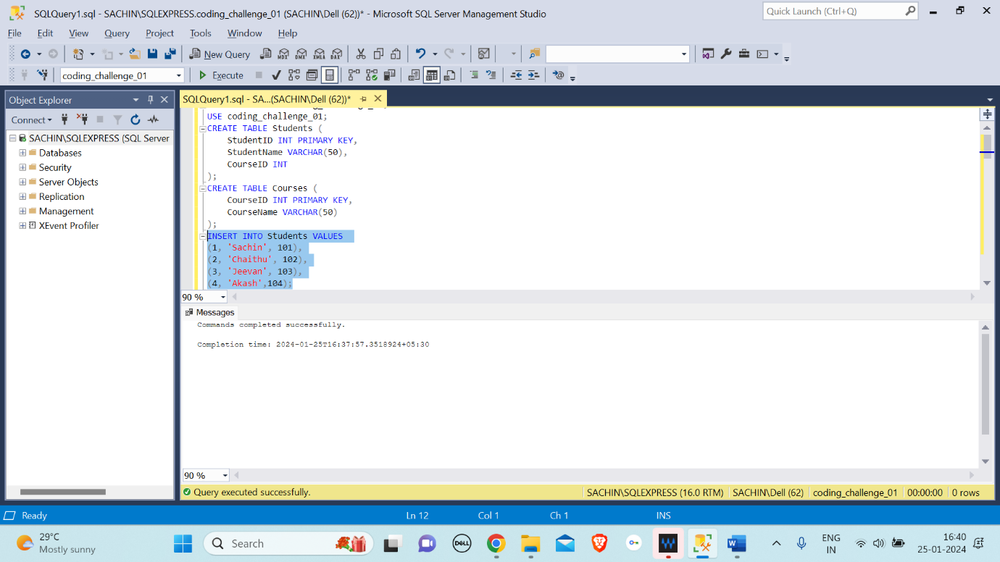 SQLQuery1.sql - SACHIN\SQLEXPRESS.coding_challenge_01 (SACHIN\Dell (62))* - Microsoft SQL Server Management Studio
Quick Launch (Ctrl+Q)
File Edit View Query Project Tools Window Help
New Query
MDX DMX XMLA DAX
coding_challenge_01
Execute
Object Explorer
SQLQuery1.sql - SA...(SACHIN\Dell (62))*
Connect
SACHIN\SQLEXPRESS (SQL Server
Databases
Security
Server Objects
Replication
Management
XEvent Profiler
USE coding_challenge_01;
CREATE TABLE Students (
StudentID INT PRIMARY KEY,
StudentName VARCHAR(50),
CourseID INT
);
CREATE TABLE Courses (
CourseID INT PRIMARY KEY,
CourseName VARCHAR(50)
);
INSERT INTO Students VALUES
(1, 'Sachin', 101),
(2, 'Chaithu', 102),
(3, 'Jeevan', 103),
(4, 'Akash',104);
90 %
Messages
Commands completed successfully.
Completion time: 2024-01-25T16:37:57.3518924+05:30
90 %
Query executed successfully.
SACHIN\SQLEXPRESS (16.0 RTM) SACHIN\Dell (62) coding_challenge_01 00:00:00 0 rows
Ready
Ln 12 Col 1 Ch 1 INS
29°C
Mostly sunny
Search
DELL
ENG
IN
16:40
25-01-2024